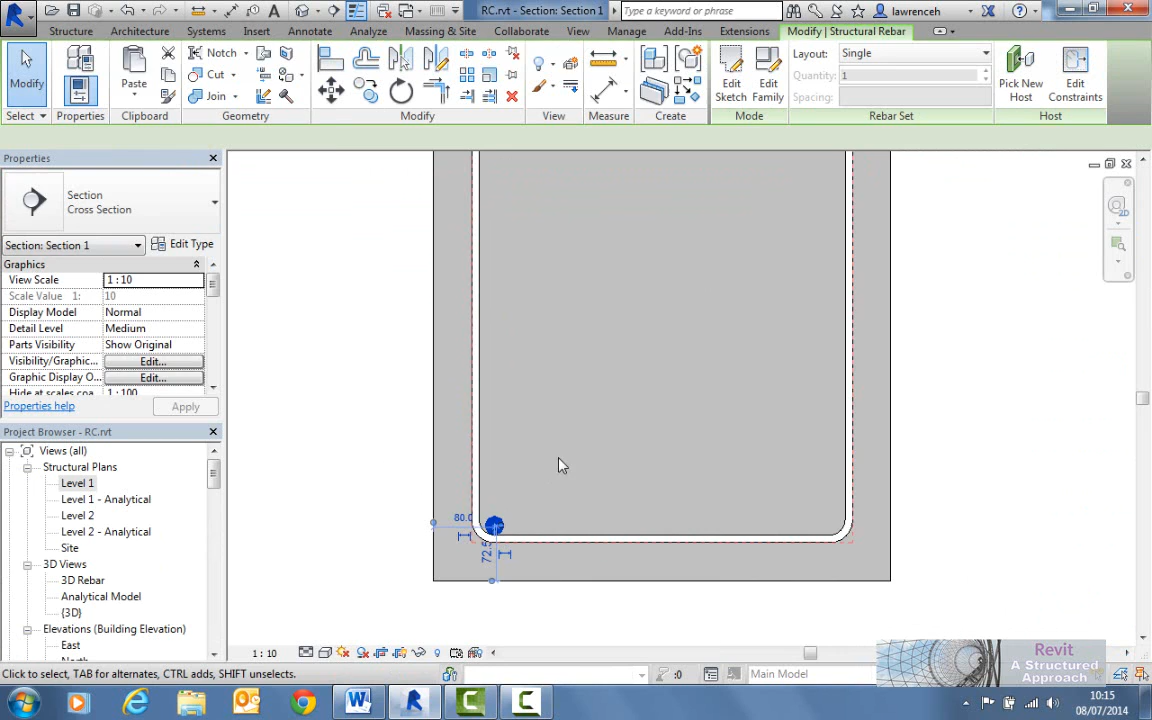 RC.rvt - Section: Section 1
Type a keyword or phrase
lawrenceh
Structure Architecture Systems Insert Annotate Analyze Massing & Site Collaborate View Manage Add-Ins Extensions Modify | Structural Rebar
Modify
Select
Properties
Paste
Clipboard
Notch
Cut
Join
Geometry
Modify
View
Measure
Create
Edit Sketch
Edit Family
Mode
Layout: Single
Quantity: 1
Spacing:
Rebar Set
Pick New Host
Edit Constraints
Host
Properties
Section
Cross Section
Section: Section 1
Edit Type
Graphics
View Scale 1 : 10
Scale Value 1: 10
Display Model Normal
Detail Level Medium
Parts Visibility Show Original
Visibility/Graphic... Edit...
Graphic Display O... Edit...
Hide at scales coa... 1 : 100
Properties help
Apply
Project Browser - RC.rvt
Views (all)
Structural Plans
Level 1
Level 1 - Analytical
Level 2
Level 2 - Analytical
Site
3D Views
3D Rebar
Analytical Model
{3D}
Elevations (Building Elevation)
East
North
80.0
2D
1 : 10
Click to select, TAB for alternates, CTRL adds, SHIFT unselects.
:0
Main Model
Revit
A Structured
Approach
10:15
08/07/2014